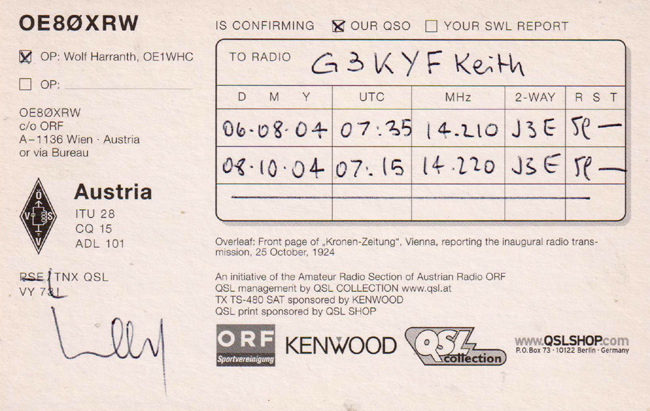 OE8ØXRW
IS CONFIRMING OUR QSO YOUR SWL REPORT
OP: Wolf Harranth, OE1WHC
OP:
OE8ØXRW
c/o ORF
A–1136 Wien · Austria
or via Bureau
TO RADIO G3KYF Keith
D M Y UTC MHz 2-WAY R S T
06·08·04 07:35 14.210 J3E 59 —
08·10·04 07:15 14.220 J3E 59 —
Ö V S V
Austria
ITU 28
CQ 15
ADL 101
PSE / TNX QSL
VY 73!
Overleaf: Front page of „Kronen-Zeitung“, Vienna, reporting the inaugural radio trans-
mission, 25 October, 1924
An initiative of the Amateur Radio Section of Austrian Radio ORF
QSL management by QSL COLLECTION www.qsl.at
TX TS-480 SAT sponsored by KENWOOD
QSL print sponsored by QSL SHOP
ORF
Sportvereinigung
KENWOOD
QSL
collection
www.QSLSHOP.com
P.O.Box 73 · 10122 Berlin · Germany